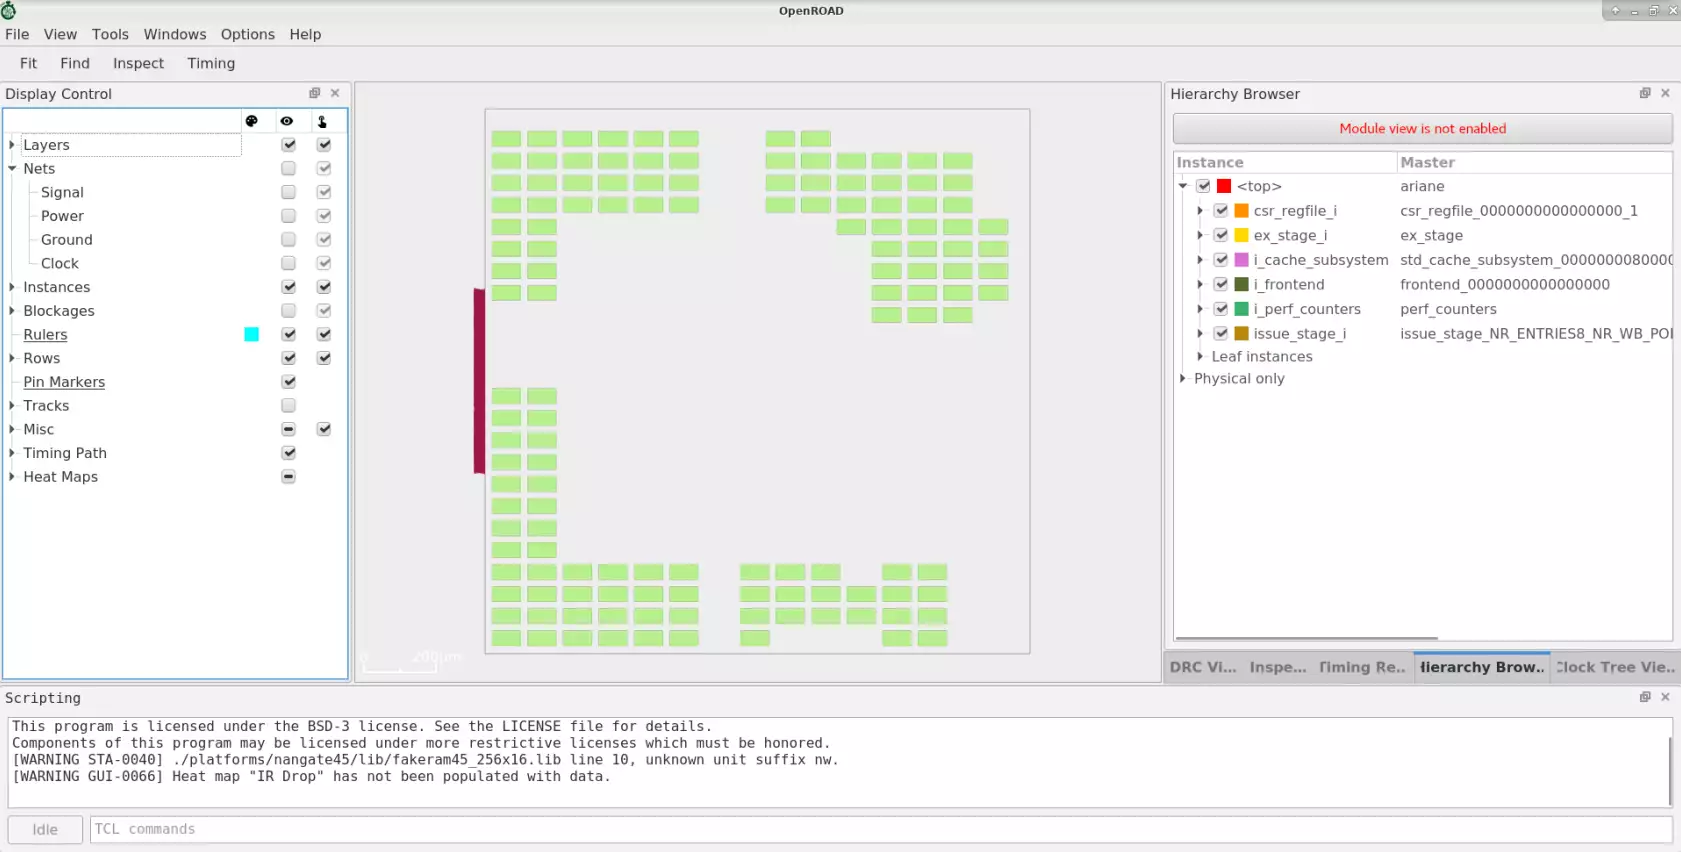 OpenROAD
File View Tools Windows Options Help
Fit Find Inspect Timing
Display Control
Layers
Nets
Signal
Power
Ground
Clock
Instances
Blockages
Rulers
Rows
Pin Markers
Tracks
Misc
Timing Path
Heat Maps
0 200μm
Hierarchy Browser
Module view is not enabled
Instance Master
<top> ariane
csr_regfile_i csr_regfile_0000000000000000_1
ex_stage_i ex_stage
i_cache_subsystem std_cache_subsystem_0000000080000
i_frontend frontend_0000000000000000
i_perf_counters perf_counters
issue_stage_i issue_stage_NR_ENTRIES8_NR_WB_POI
Leaf instances
Physical only
DRC Vi... Inspe... Timing Re.. Hierarchy Brow.. Clock Tree Vie..
Scripting
This program is licensed under the BSD-3 license. See the LICENSE file for details.
Components of this program may be licensed under more restrictive licenses which must be honored.
[WARNING STA-0040] ./platforms/nangate45/lib/fakeram45_256x16.lib line 10, unknown unit suffix nw.
[WARNING GUI-0066] Heat map "IR Drop" has not been populated with data.
Idle TCL commands